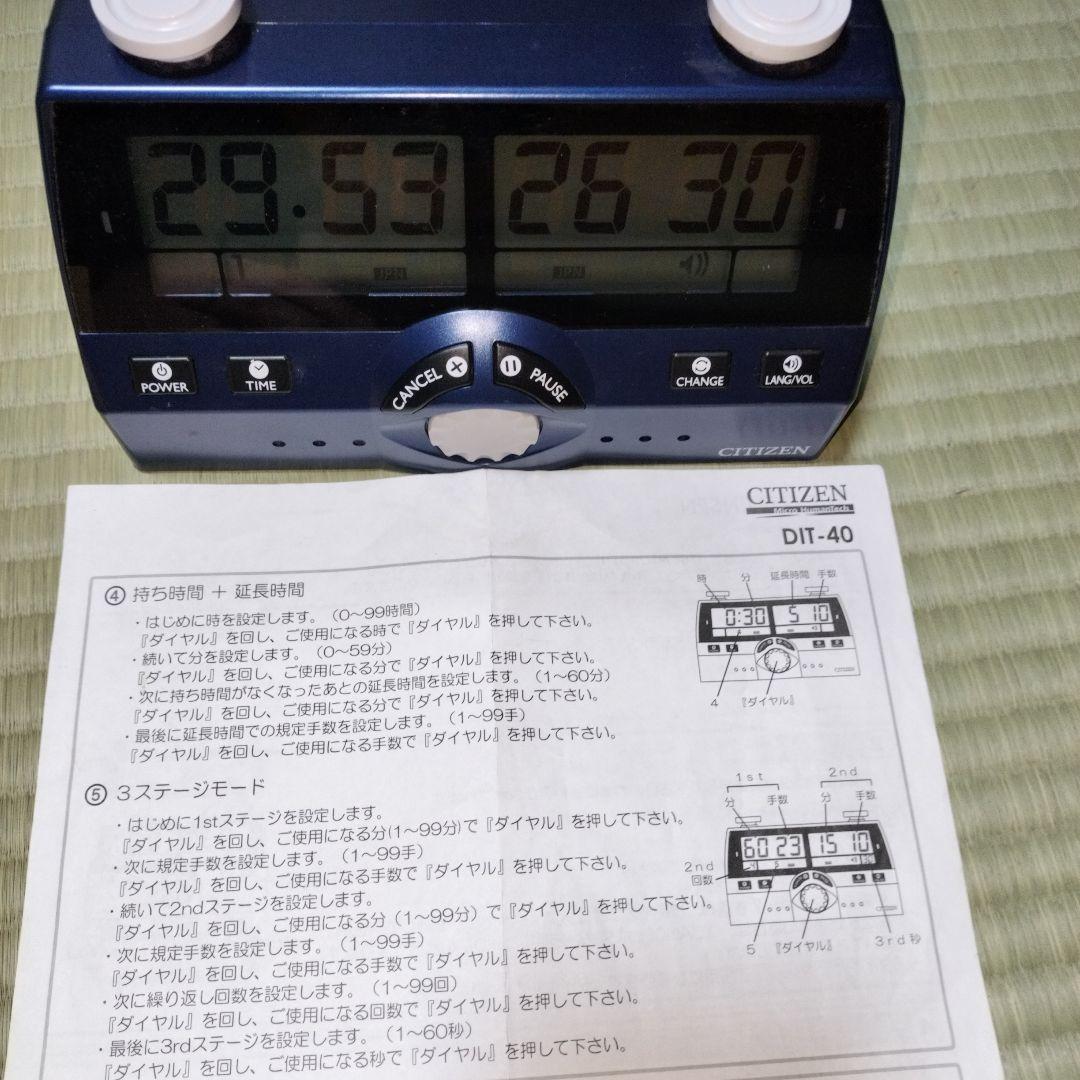 29.53 26 30
1 JPN JPN
POWER TIME CANCEL PAUSE CHANGE LANG/VOL
CITIZEN
CITIZEN
Micro HumanTech
DIT-40
④ 持ち時間 + 延長時間
・はじめに時を設定します。(0~99時間)
『ダイヤル』を回し、ご使用になる時で『ダイヤル』を押して下さい。
・続いて分を設定します。(0~59分)
『ダイヤル』を回し、ご使用になる分で『ダイヤル』を押して下さい。
・次に持ち時間がなくなったあとの延長時間を設定します。(1~60分)
『ダイヤル』を回し、ご使用になる分で『ダイヤル』を押して下さい。
・最後に延長時間での規定手数を設定します。(1~99手)
『ダイヤル』を回し、ご使用になる手数で『ダイヤル』を押して下さい。
時 分 延長時間 手数
0:30 5 10
CITIZEN
4 『ダイヤル』
⑤ 3ステージモード
・はじめに1stステージを設定します。
『ダイヤル』を回し、ご使用になる分(1~99分)で『ダイヤル』を押して下さい。
・次に規定手数を設定します。(1~99手)
『ダイヤル』を回し、ご使用になる手数で『ダイヤル』を押して下さい。
・続いて2ndステージを設定します。
『ダイヤル』を回し、ご使用になる分(1~99分)で『ダイヤル』を押して下さい。
・次に規定手数を設定します。(1~99手)
『ダイヤル』を回し、ご使用になる手数で『ダイヤル』を押して下さい。
・次に繰り返し回数を設定します。(1~99回)
『ダイヤル』を回し、ご使用になる回数で『ダイヤル』を押して下さい。
・最後に3rdステージを設定します。(1~60秒)
『ダイヤル』を回し、ご使用になる秒で『ダイヤル』を押して下さい。
1st 2nd
分 手数 分 手数
60 23 15 10
2nd
回数
5 『ダイヤル』 3rd秒